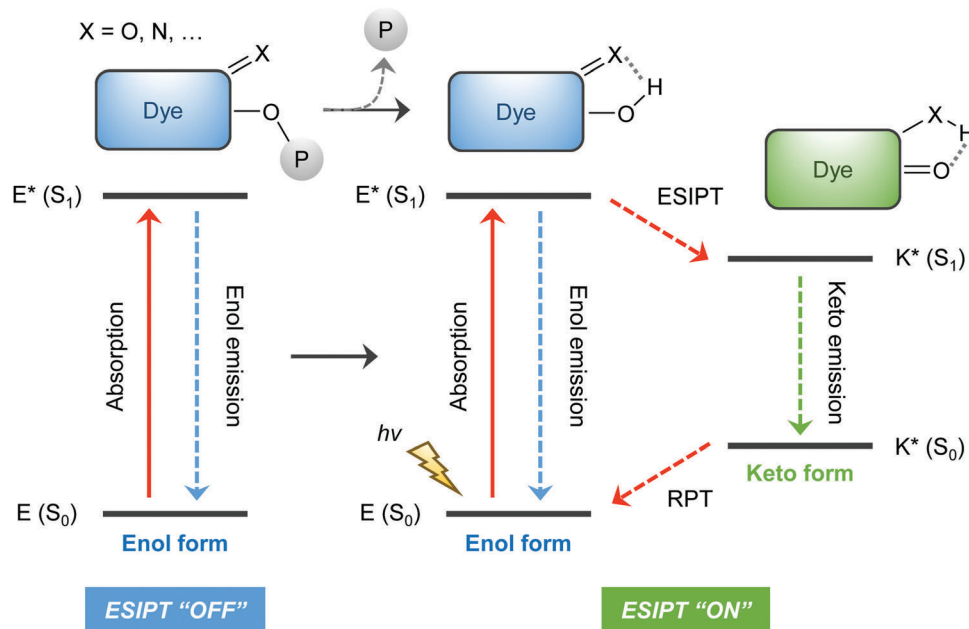 X = O, N, …
P
X
Dye
O
P
X
H
Dye
O
X
H
Dye
O
E* (S₁)
Absorption
Enol emission
E (S₀)
Enol form
E* (S₁)
ESIPT
Absorption
Enol emission
hν
E (S₀)
Enol form
K* (S₁)
Keto emission
K* (S₀)
Keto form
RPT
ESIPT “OFF”
ESIPT “ON”